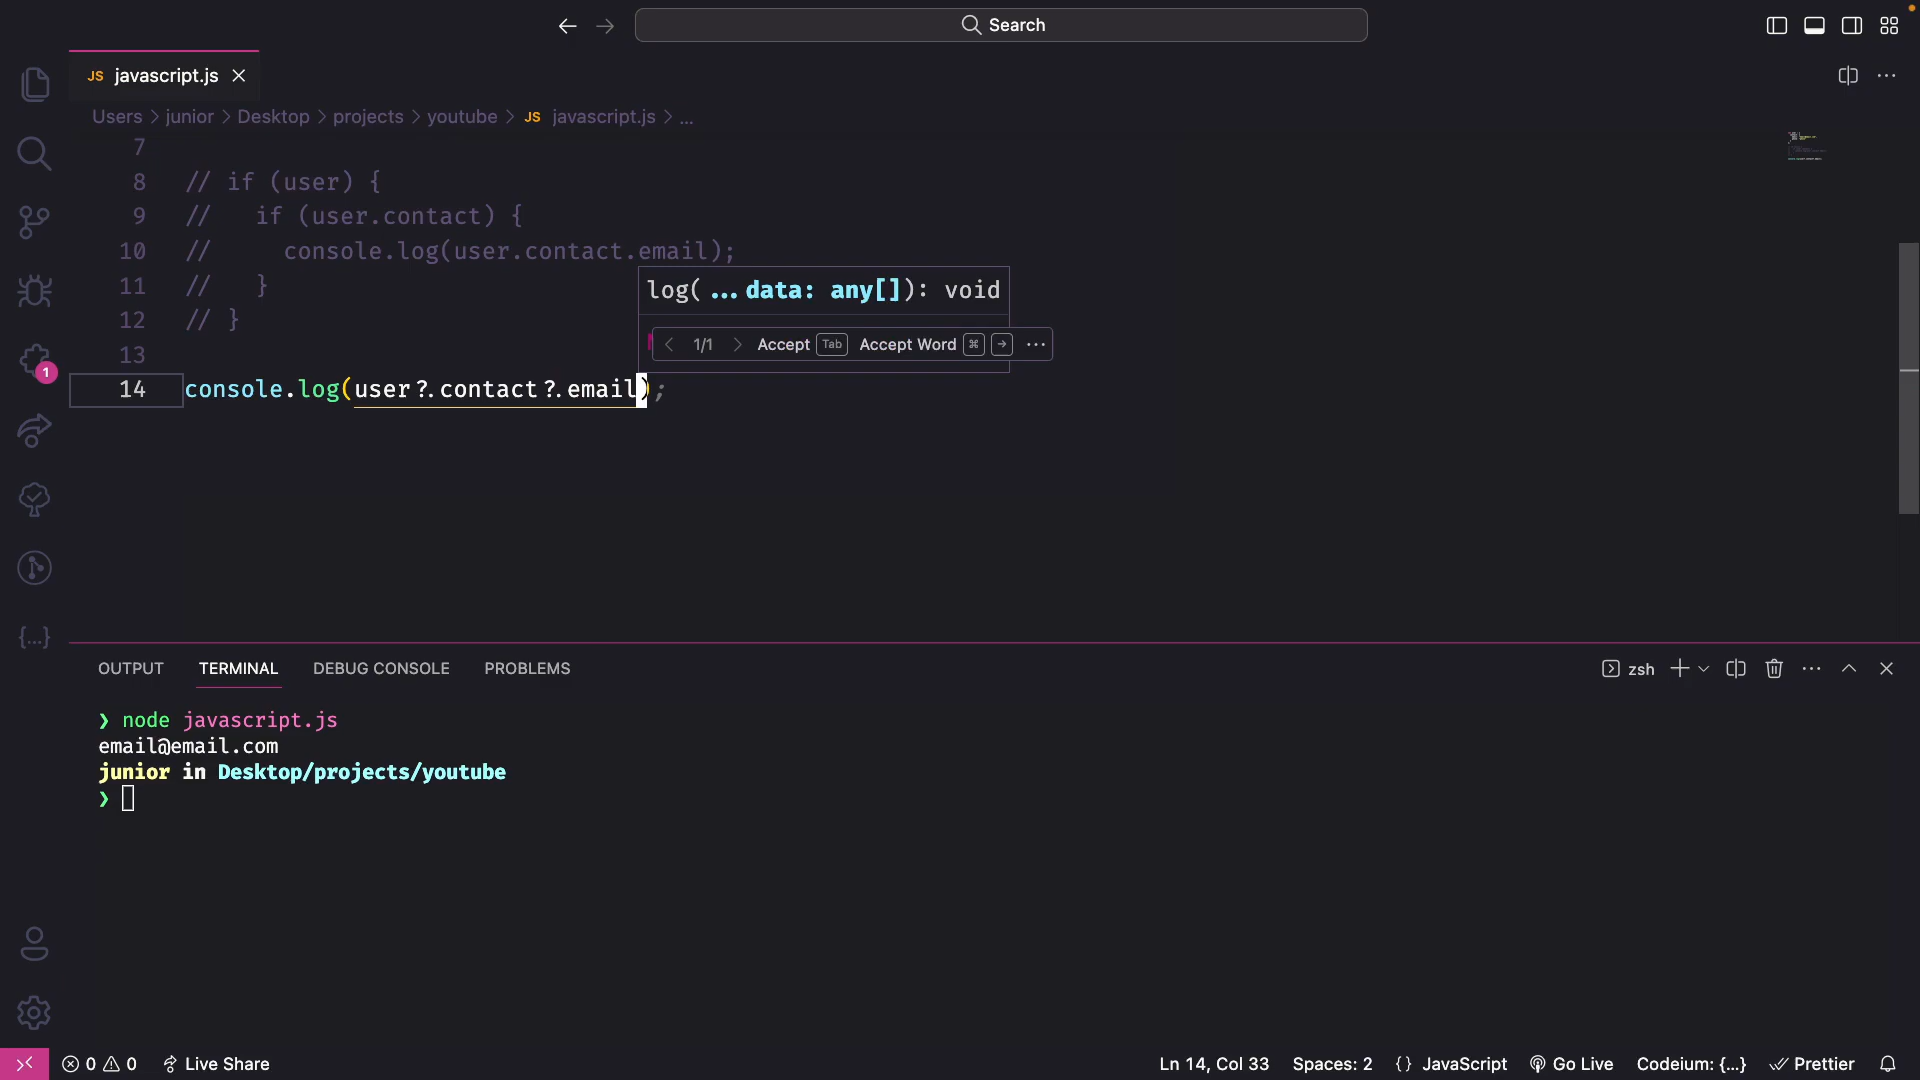 Search
JS javascript.js
Users > junior > Desktop > projects > youtube > JS javascript.js > ...
7
8 // if (user) {
9 //   if (user.contact) {
10 //     console.log(user.contact.email);
11 //   }
12 // }
log(...data: any[]): void
1/1 Accept Tab Accept Word ⌘ →
13
14 console.log(user?.contact?.email);
1
{...}
OUTPUT TERMINAL DEBUG CONSOLE PROBLEMS
zsh
❯ node javascript.js
email@email.com
junior in Desktop/projects/youtube
❯
0 0 Live Share Ln 14, Col 33 Spaces: 2 {} JavaScript Go Live Codeium: {...} Prettier